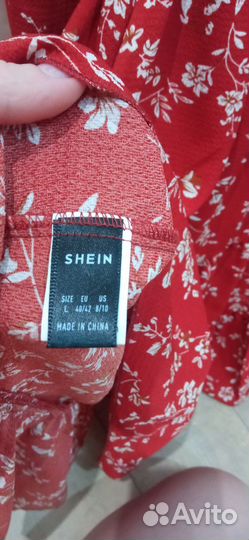 SHEIN
SIZE EU US
L 40/42 8/10
MADE IN CHINA
Avito